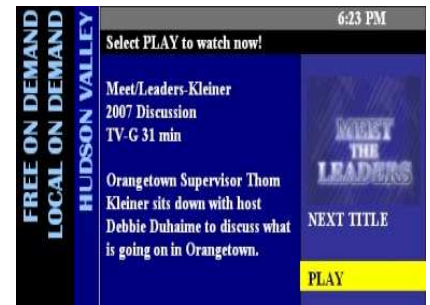 FREE ON DEMAND
LOCAL ON DEMAND
HUDSON VALLEY
6:23 PM
Select PLAY to watch now!
Meet/Leaders-Kleiner
2007 Discussion
TV-G 31 min
Orangetown Supervisor Thom
Kleiner sits down with host
Debbie Duhaime to discuss what
is going on in Orangetown.
MEET
THE
LEADERS
NEXT TITLE
PLAY